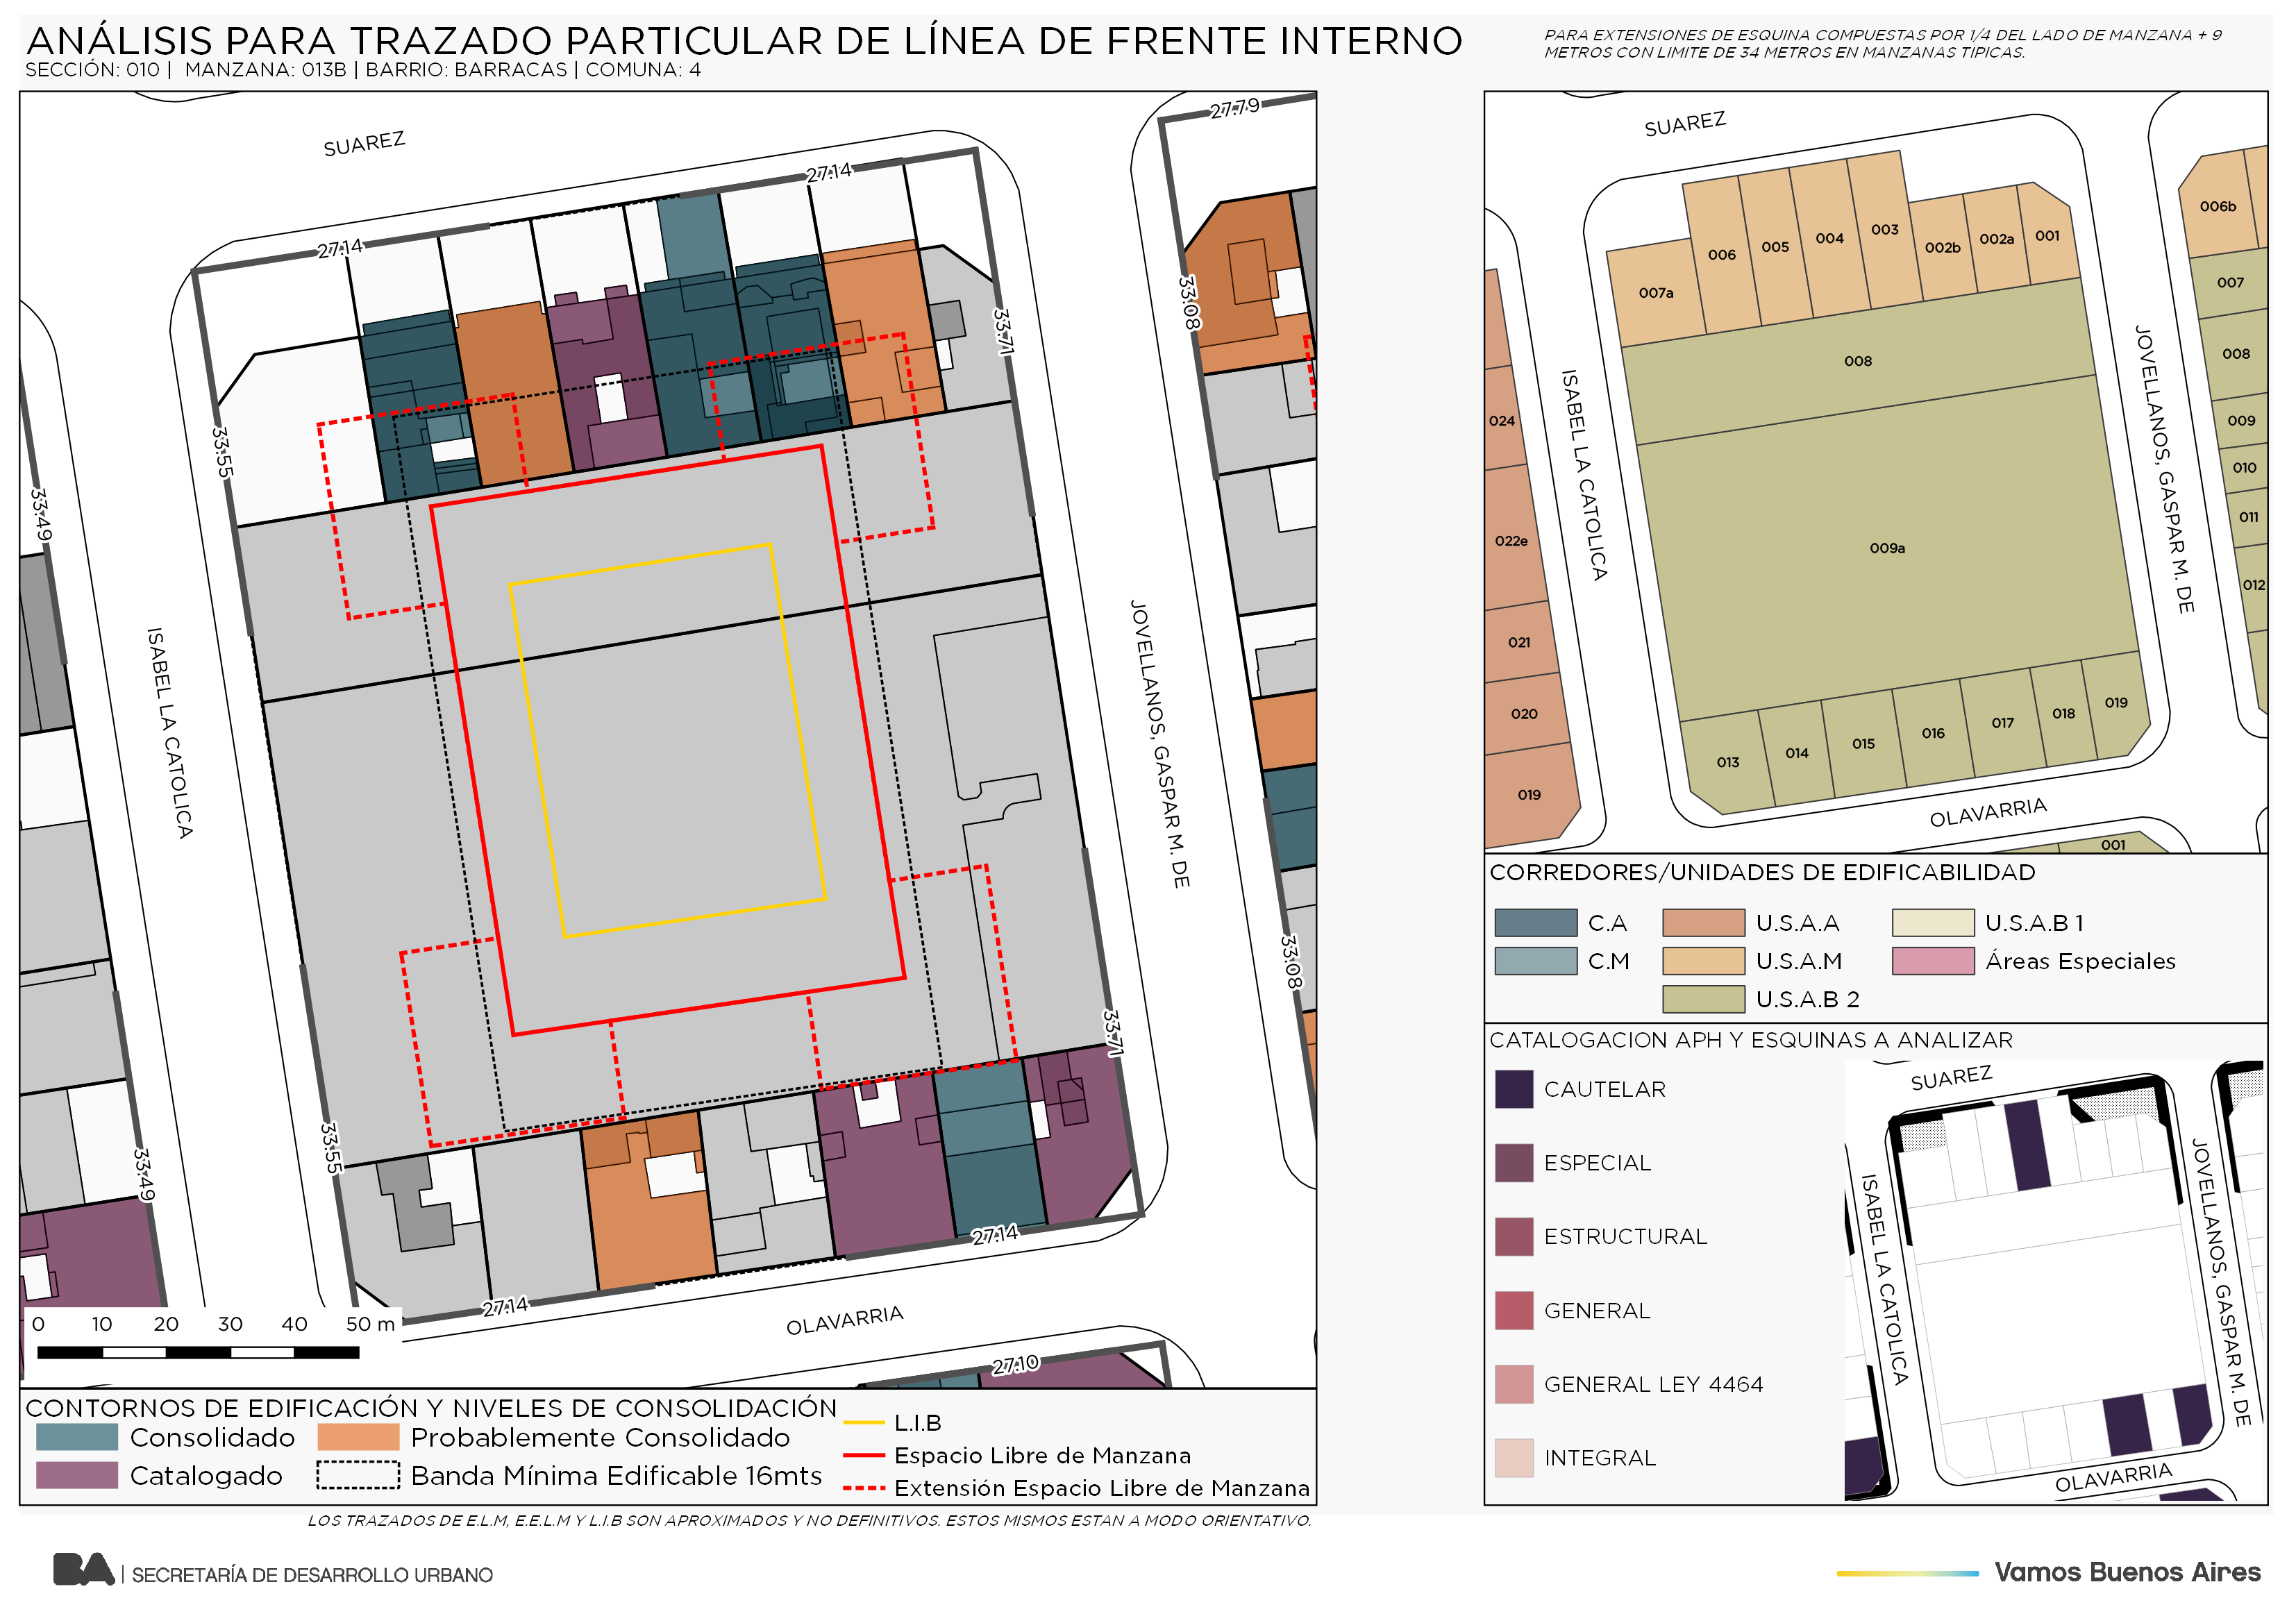 ANÁLISIS PARA TRAZADO PARTICULAR DE LÍNEA DE FRENTE INTERNO
SECCIÓN: 010 | MANZANA: 013B | BARRIO: BARRACAS | COMUNA: 4
PARA EXTENSIONES DE ESQUINA COMPUESTAS POR 1/4 DEL LADO DE MANZANA + 9
METROS CON LIMITE DE 34 METROS EN MANZANAS TIPICAS.
SUAREZ
27.14
27.14
27.79
33.71
33.08
33.55
33.49
ISABEL LA CATOLICA
JOVELLANOS, GASPAR M. DE
33.08
33.71
33.55
33.49
27.14
27.14
OLAVARRIA
27.10
0 10 20 30 40 50 m
CONTORNOS DE EDIFICACIÓN Y NIVELES DE CONSOLIDACIÓN
Consolidado
Probablemente Consolidado
Catalogado
Banda Mínima Edificable 16mts
L.I.B
Espacio Libre de Manzana
Extensión Espacio Libre de Manzana
LOS TRAZADOS DE E.L.M, E.E.L.M Y L.I.B SON APROXIMADOS Y NO DEFINITIVOS. ESTOS MISMOS ESTAN A MODO ORIENTATIVO.
SUAREZ
006b
007a
006
005
004
003
002b
002a
001
007
008
008
009
010
011
012
024
022e
021
020
019
009a
ISABEL LA CATOLICA
JOVELLANOS, GASPAR M. DE
013
014
015
016
017
018
019
OLAVARRIA
001
CORREDORES/UNIDADES DE EDIFICABILIDAD
C.A
U.S.A.A
U.S.A.B 1
C.M
U.S.A.M
Áreas Especiales
U.S.A.B 2
CATALOGACION APH Y ESQUINAS A ANALIZAR
CAUTELAR
ESPECIAL
ESTRUCTURAL
GENERAL
GENERAL LEY 4464
INTEGRAL
SUAREZ
ISABEL LA CATOLICA
JOVELLANOS, GASPAR M. DE
OLAVARRIA
BA | SECRETARÍA DE DESARROLLO URBANO
Vamos Buenos Aires